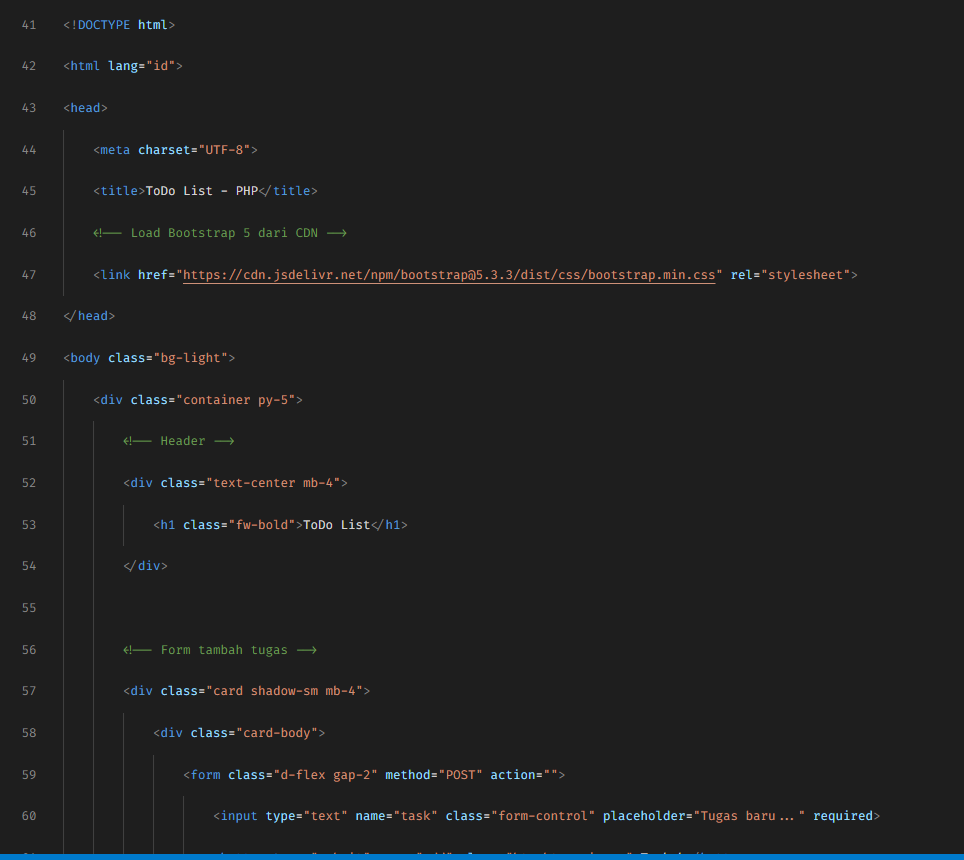 41 <!DOCTYPE html>
42 <html lang="id">
43 <head>
44 <meta charset="UTF-8">
45 <title>ToDo List - PHP</title>
46 <!-- Load Bootstrap 5 dari CDN -->
47 <link href="https://cdn.jsdelivr.net/npm/bootstrap@5.3.3/dist/css/bootstrap.min.css" rel="stylesheet">
48 </head>
49 <body class="bg-light">
50 <div class="container py-5">
51 <!-- Header -->
52 <div class="text-center mb-4">
53 <h1 class="fw-bold">ToDo List</h1>
54 </div>
55
56 <!-- Form tambah tugas -->
57 <div class="card shadow-sm mb-4">
58 <div class="card-body">
59 <form class="d-flex gap-2" method="POST" action="">
60 <input type="text" name="task" class="form-control" placeholder="Tugas baru..." required>